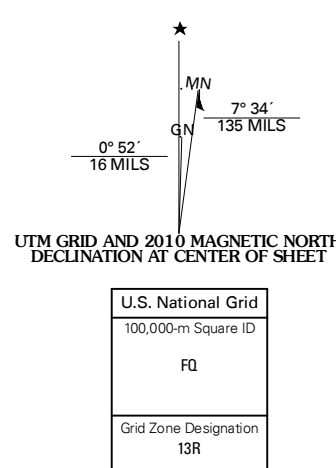 MN
GN
7° 34´
135 MILS
0° 52´
16 MILS
UTM GRID AND 2010 MAGNETIC NORTH
DECLINATION AT CENTER OF SHEET
U.S. National Grid
100,000-m Square ID
FQ
Grid Zone Designation
13R